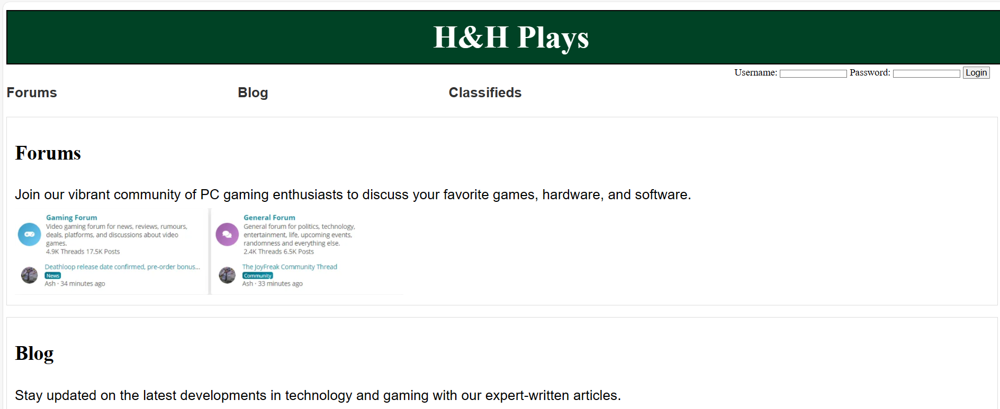 H&H Plays
Username: Password: Login
Forums Blog Classifieds
Forums
Join our vibrant community of PC gaming enthusiasts to discuss your favorite games, hardware, and software.
Gaming Forum
Video gaming forum for news, reviews, rumours,
deals, platforms, and discussions about video
games.
4.9K Threads 17.5K Posts
Deathloop release date confirmed, pre-order bonus...
News
Ash · 34 minutes ago
General Forum
General forum for politics, technology,
entertainment, life, upcoming events,
randomness and everything else.
2.4K Threads 6.5K Posts
The JoyFreak Community Thread
Community
Ash · 33 minutes ago
Blog
Stay updated on the latest developments in technology and gaming with our expert-written articles.